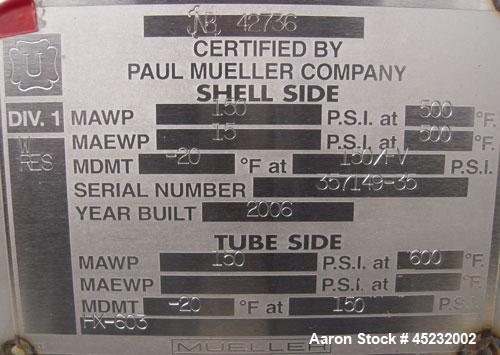 NB 42736
U
CERTIFIED BY
PAUL MUELLER COMPANY
SHELL SIDE
DIV. 1
W
RES
MAWP 150 P.S.I. at 500 °F.
MAEWP 15 P.S.I. at 500 °F.
MDMT -20 °F at 150/FV P.S.I.
SERIAL NUMBER 357149-35
YEAR BUILT 2006
TUBE SIDE
MAWP 150 P.S.I. at 600 °F.
MAEWP P.S.I. at °F.
MDMT -20 °F at 150 P.S.I.
HX-603
MUELLER
Aaron Stock # 45232002